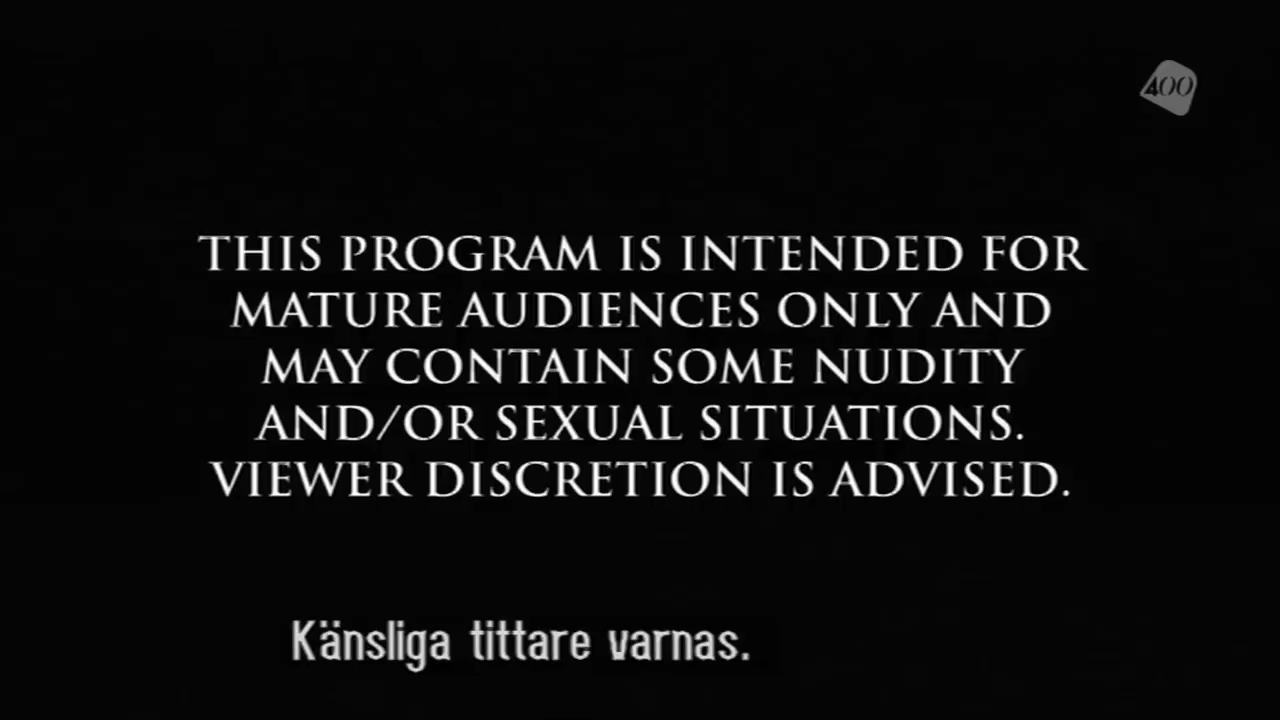 400
THIS PROGRAM IS INTENDED FOR
MATURE AUDIENCES ONLY AND
MAY CONTAIN SOME NUDITY
AND/OR SEXUAL SITUATIONS.
VIEWER DISCRETION IS ADVISED.
Känsliga tittare varnas.